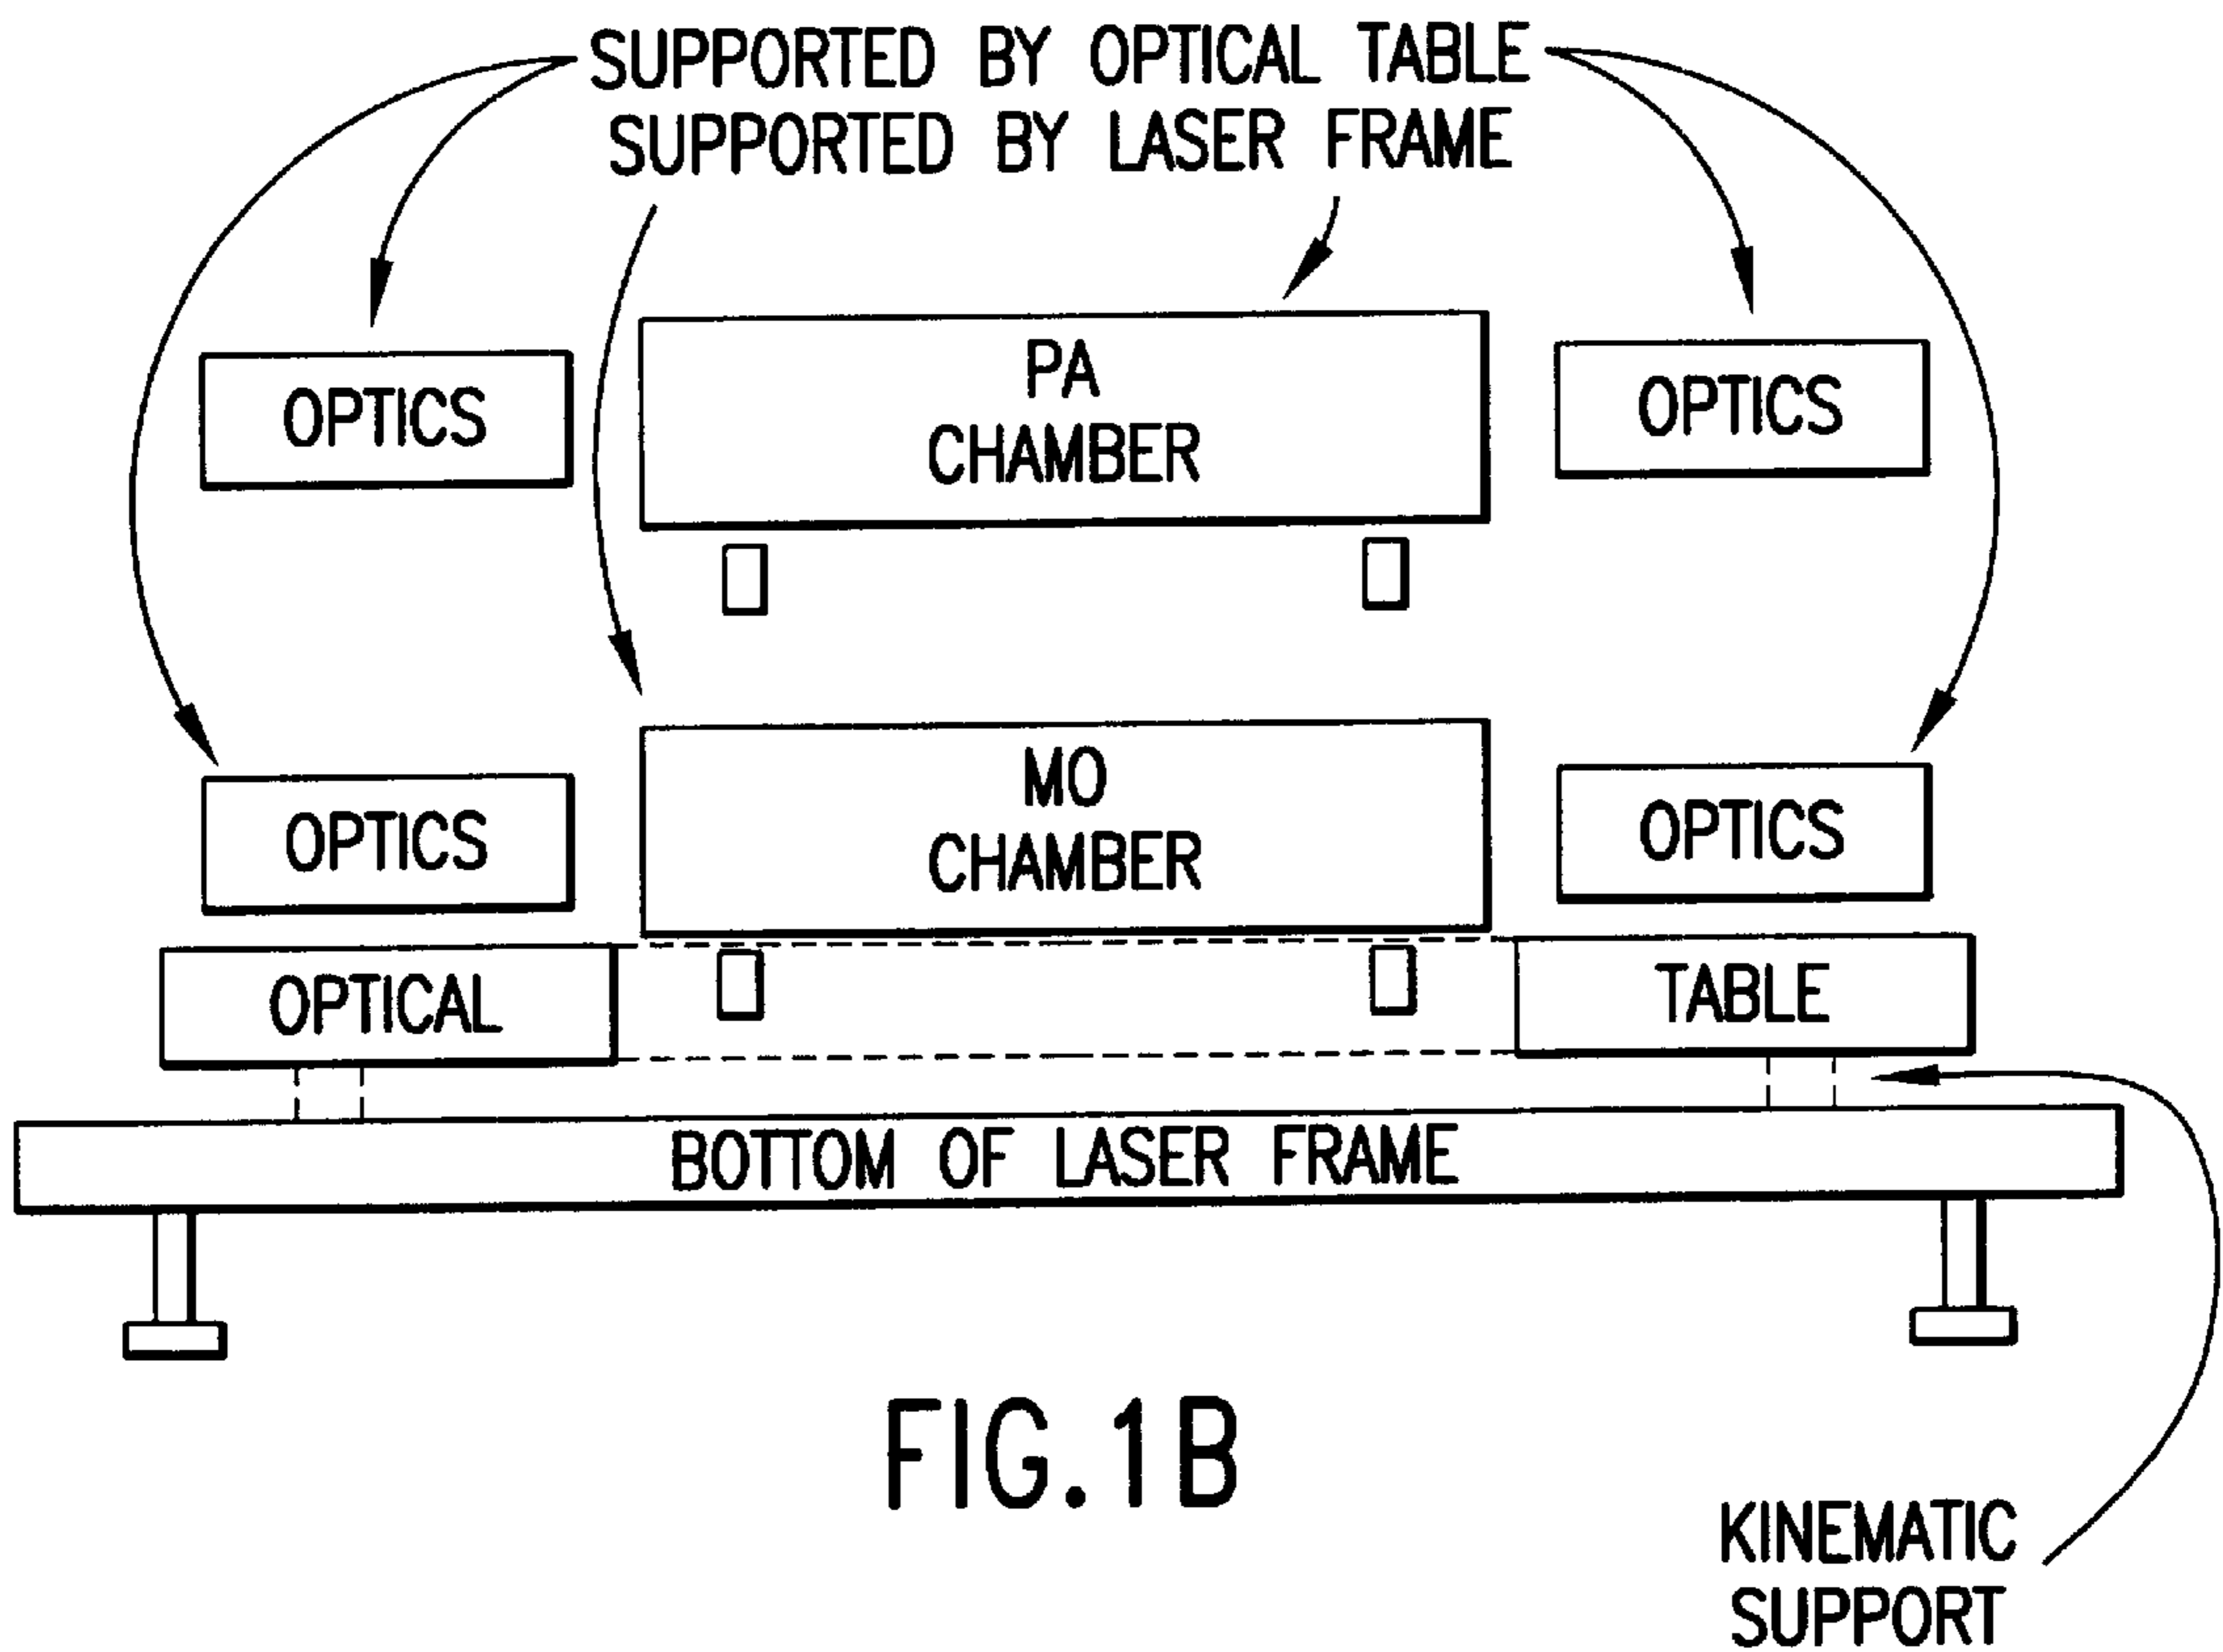 SUPPORTED BY OPTICAL TABLE
SUPPORTED BY LASER FRAME
OPTICS
PA
CHAMBER
OPTICS
OPTICS
MO
CHAMBER
OPTICS
OPTICAL
TABLE
BOTTOM OF LASER FRAME
FIG.1B
KINEMATIC
SUPPORT